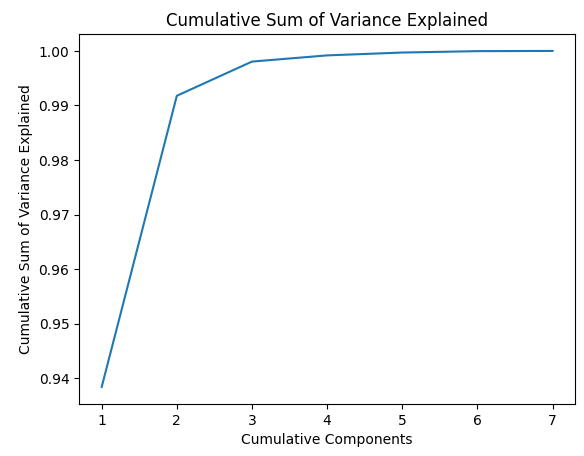 Cumulative Sum of Variance Explained
Cumulative Sum of Variance Explained
1.00
0.99
0.98
0.97
0.96
0.95
0.94
1 2 3 4 5 6 7
Cumulative Components